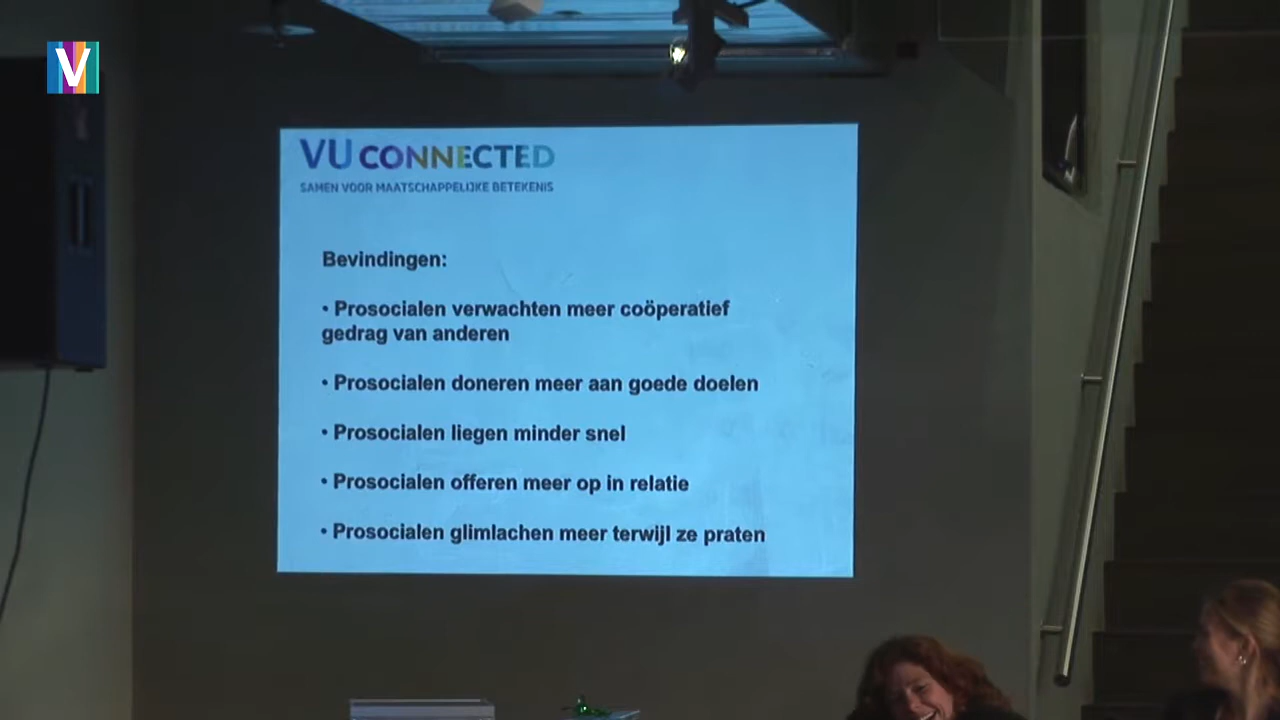 V
VU CONNECTED
SAMEN VOOR MAATSCHAPPELIJKE BETEKENIS
Bevindingen:
• Prosocialen verwachten meer coöperatief
gedrag van anderen
• Prosocialen doneren meer aan goede doelen
• Prosocialen liegen minder snel
• Prosocialen offeren meer op in relatie
• Prosocialen glimlachen meer terwijl ze praten